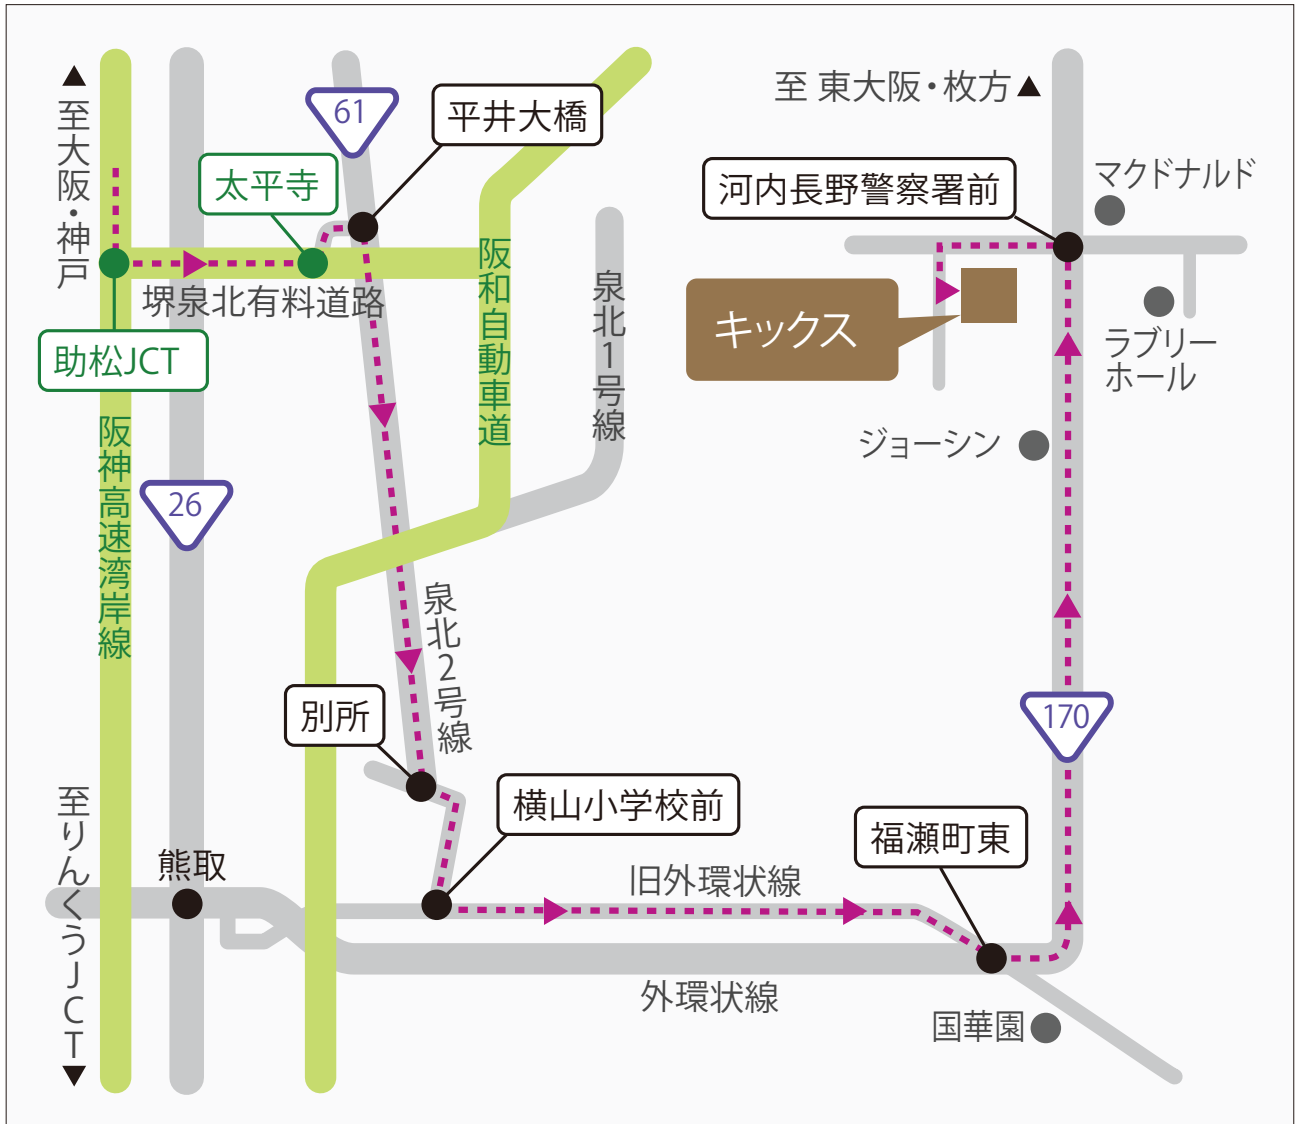 至大阪・神戸
61
平井大橋
至 東大阪・枚方
太平寺
河内長野警察署前
マクドナルド
堺泉北有料道路
阪和自動車道
泉北1号線
キックス
ラブリー
ホール
助松JCT
阪神高速湾岸線
ジョーシン
26
泉北2号線
別所
170
横山小学校前
福瀬町東
至りんくうJCT
熊取
旧外環状線
外環状線
国華園